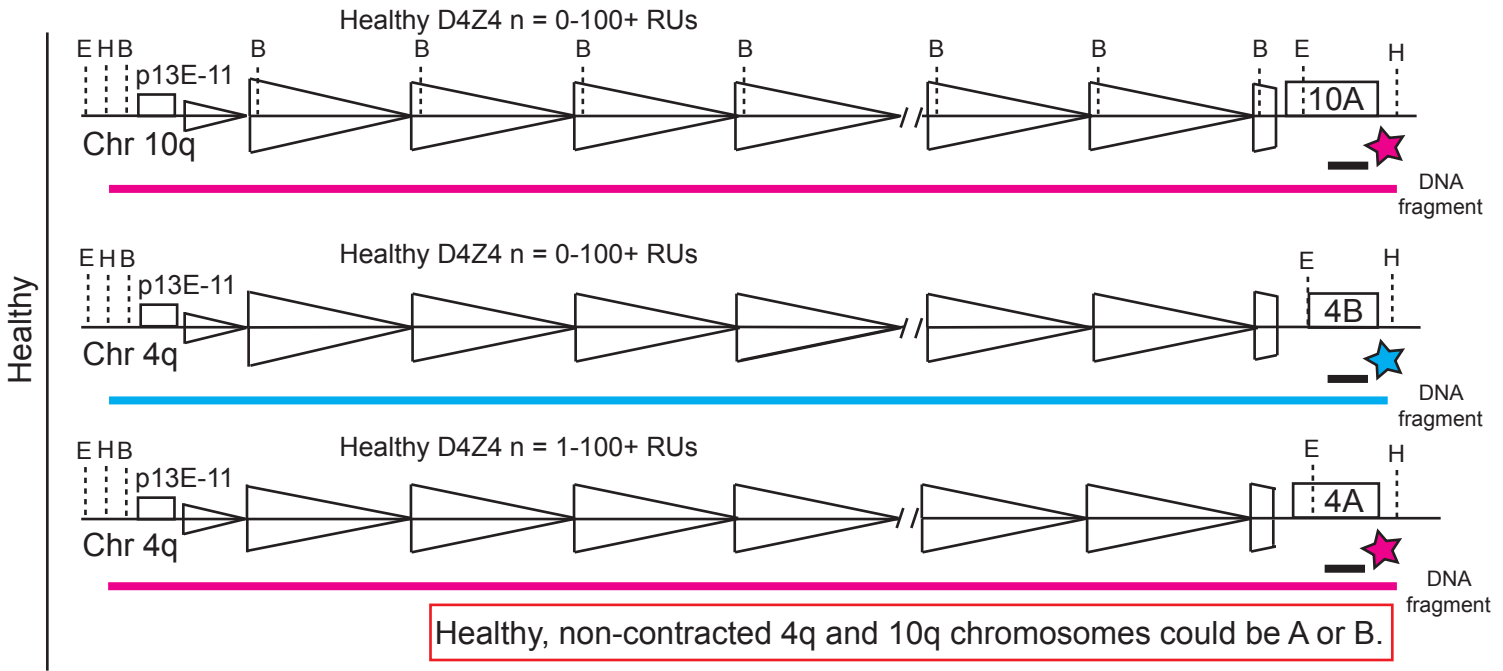 Healthy
Healthy D4Z4 n = 0-100+ RUs
E H B B B B B B B B E H
p13E-11
10A
Chr 10q
DNA
fragment
Healthy D4Z4 n = 0-100+ RUs
E H B E H
p13E-11
4B
Chr 4q
DNA
fragment
Healthy D4Z4 n = 1-100+ RUs
E H B E H
p13E-11
4A
Chr 4q
DNA
fragment
Healthy, non-contracted 4q and 10q chromosomes could be A or B.